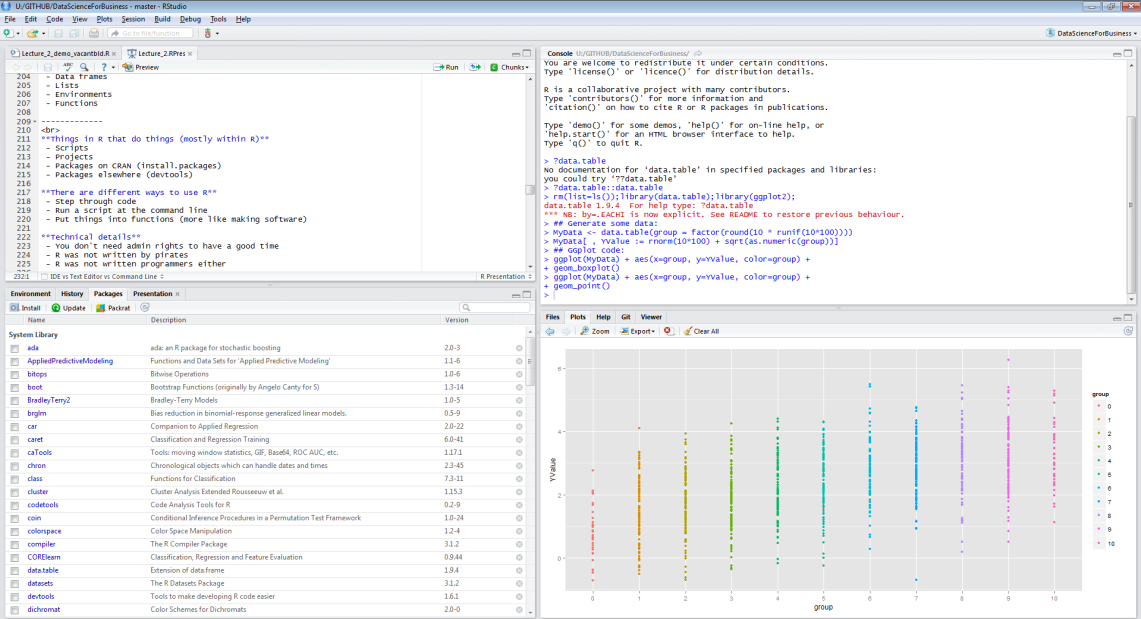 U:/GITHUB/DataScienceForBusiness - master - RStudio
File Edit Code View Plots Session Build Debug Tools Help
Go to file/function
DataScienceForBusiness
Lecture_2_demo_vacantbld.R × Lecture_2.RPres ×
ABC Preview Run Chunks
204 - Data frames
205 - Lists
206 - Environments
207 - Functions
208
209 -------------
210 <br>
211 **Things in R that do things (mostly within R)**
212 - Scripts
213 - Projects
214 - Packages on CRAN (install.packages)
215 - Packages elsewhere (devtools)
216
217 **There are different ways to use R**
218 - Step through code
219 - Run a script at the command line
220 - Put things into functions (more like making software)
221
222 **Technical details**
223 - You don't need admin rights to have a good time
224 - R was not written by pirates
225 - R was not written programmers either
232:1 IDE vs Text Editor vs Command Line R Presentation
Environment History Packages Presentation ×
Install Update Packrat
Name Description Version
System Library
ada ada: an R package for stochastic boosting 2.0-3
AppliedPredictiveModeling Functions and Data Sets for 'Applied Predictive Modeling' 1.1-6
bitops Bitwise Operations 1.0-6
boot Bootstrap Functions (originally by Angelo Canty for S) 1.3-14
BradleyTerry2 Bradley-Terry Models 1.0-5
brglm Bias reduction in binomial-response generalized linear models. 0.5-9
car Companion to Applied Regression 2.0-22
caret Classification and Regression Training 6.0-41
caTools Tools: moving window statistics, GIF, Base64, ROC AUC, etc. 1.17.1
chron Chronological objects which can handle dates and times 2.3-45
class Functions for Classification 7.3-11
cluster Cluster Analysis Extended Rousseeuw et al. 1.15.3
codetools Code Analysis Tools for R 0.2-9
coin Conditional Inference Procedures in a Permutation Test Framework 1.0-24
colorspace Color Space Manipulation 1.2-4
compiler The R Compiler Package 3.1.2
CORElearn Classification, Regression and Feature Evaluation 0.9.44
data.table Extension of data.frame 1.9.4
datasets The R Datasets Package 3.1.2
devtools Tools to make developing R code easier 1.6.1
dichromat Color Schemes for Dichromats 2.0-0
Console U:/GITHUB/DataScienceForBusiness/
You are welcome to redistribute it under certain conditions.
Type 'license()' or 'licence()' for distribution details.
R is a collaborative project with many contributors.
Type 'contributors()' for more information and
'citation()' on how to cite R or R packages in publications.
Type 'demo()' for some demos, 'help()' for on-line help, or
'help.start()' for an HTML browser interface to help.
Type 'q()' to quit R.
> ?data.table
No documentation for 'data.table' in specified packages and libraries:
you could try '??data.table'
> ?data.table::data.table
> rm(list=ls());library(data.table);library(ggplot2);
data.table 1.9.4 For help type: ?data.table
*** NB: by=.EACHI is now explicit. See README to restore previous behaviour.
> ## Generate some data:
> MyData <- data.table(group = factor(round(10 * runif(10*100))))
> MyData[ , YValue := rnorm(10*100) + sqrt(as.numeric(group))]
> ## GGplot code:
> ggplot(MyData) + aes(x=group, y=YValue, color=group) +
+ geom_boxplot()
> ggplot(MyData) + aes(x=group, y=YValue, color=group) +
+ geom_point()
>
Files Plots Help Git Viewer
Zoom Export Clear All
YValue
6
4
2
0
0 1 2 3 4 5 6 7 8 9 10
group
group
0
1
2
3
4
5
6
7
8
9
10